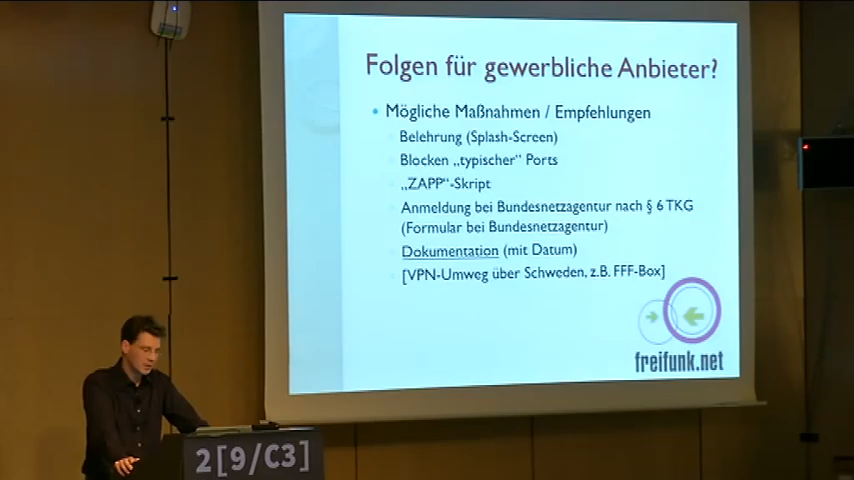 Folgen für gewerbliche Anbieter?
• Mögliche Maßnahmen / Empfehlungen
Belehrung (Splash-Screen)
Blocken „typischer“ Ports
„ZAPP“-Skript
Anmeldung bei Bundesnetzagentur nach § 6 TKG
(Formular bei Bundesnetzagentur)
Dokumentation (mit Datum)
[VPN-Umweg über Schweden, z.B. FFF-Box]
freifunk.net
2[9/C3]